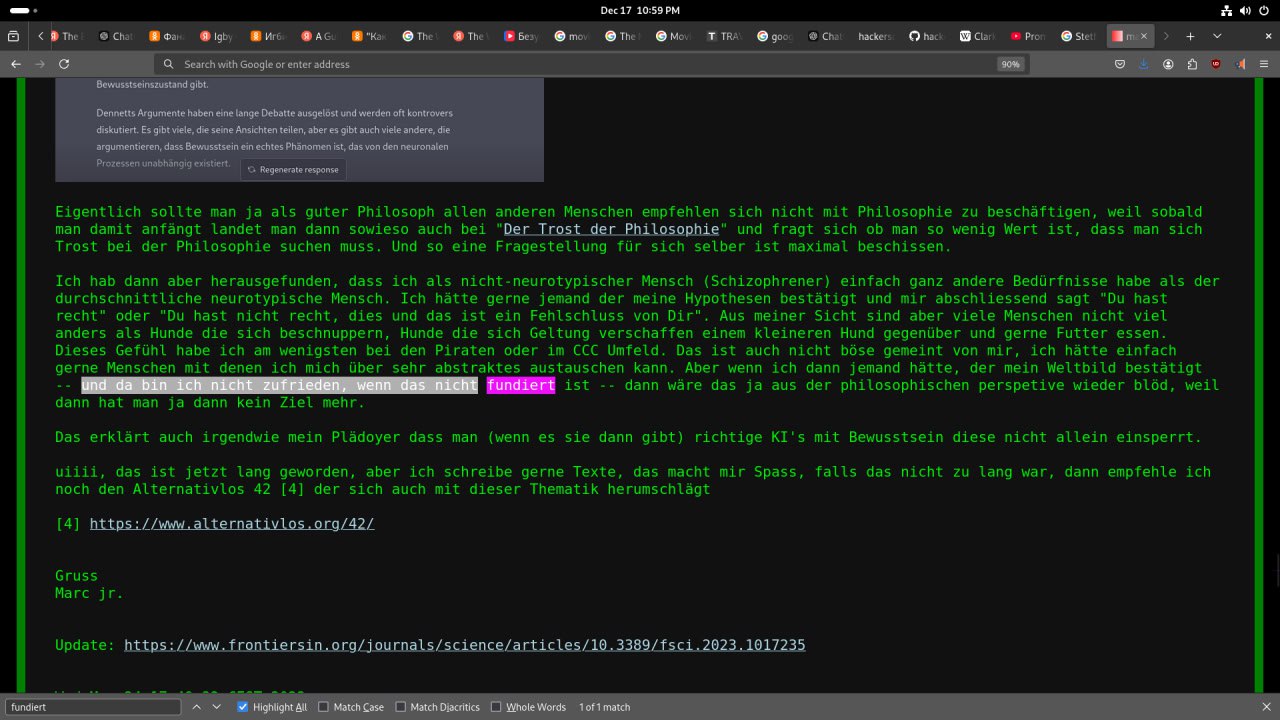 Dec 17 10:59 PM
The E
Chat
Фан
Igby
Игб
A Gu
"Как
The \
The \
Безу
movi
The M
Movi
TRA\
goog
Chat
hackers
hack
Clark
Pron
Stett
ma
Search with Google or enter address
90%
Bewusstseinszustand gibt.
Dennetts Argumente haben eine lange Debatte ausgelöst und werden oft kontrovers
diskutiert. Es gibt viele, die seine Ansichten teilen, aber es gibt auch viele andere, die
argumentieren, dass Bewusstsein ein echtes Phänomen ist, das von den neuronalen
Prozessen unabhängig existiert.
Regenerate response
Eigentlich sollte man ja als guter Philosoph allen anderen Menschen empfehlen sich nicht mit Philosophie zu beschäftigen, weil sobald
man damit anfängt landet man dann sowieso auch bei "Der Trost der Philosophie" und fragt sich ob man so wenig Wert ist, dass man sich
Trost bei der Philosophie suchen muss. Und so eine Fragestellung für sich selber ist maximal beschissen.
Ich hab dann aber herausgefunden, dass ich als nicht-neurotypischer Mensch (Schizophrener) einfach ganz andere Bedürfnisse habe als der
durchschnittliche neurotypische Mensch. Ich hätte gerne jemand der meine Hypothesen bestätigt und mir abschliessend sagt "Du hast
recht" oder "Du hast nicht recht, dies und das ist ein Fehlschluss von Dir". Aus meiner Sicht sind aber viele Menschen nicht viel
anders als Hunde die sich beschnuppern, Hunde die sich Geltung verschaffen einem kleineren Hund gegenüber und gerne Futter essen.
Dieses Gefühl habe ich am wenigsten bei den Piraten oder im CCC Umfeld. Das ist auch nicht böse gemeint von mir, ich hätte einfach
gerne Menschen mit denen ich mich über sehr abstraktes austauschen kann. Aber wenn ich dann jemand hätte, der mein Weltbild bestätigt
-- und da bin ich nicht zufrieden, wenn das nicht fundiert ist -- dann wäre das ja aus der philosophischen perspetive wieder blöd, weil
dann hat man ja dann kein Ziel mehr.
Das erklärt auch irgendwie mein Plädoyer dass man (wenn es sie dann gibt) richtige KI's mit Bewusstsein diese nicht allein einsperrt.
uiiii, das ist jetzt lang geworden, aber ich schreibe gerne Texte, das macht mir Spass, falls das nicht zu lang war, dann empfehle ich
noch den Alternativlos 42 [4] der sich auch mit dieser Thematik herumschlägt
[4] https://www.alternativlos.org/42/
Gruss
Marc jr.
Update: https://www.frontiersin.org/journals/science/articles/10.3389/fsci.2023.1017235
fundiert
Highlight All
Match Case
Match Diacritics
Whole Words
1 of 1 match